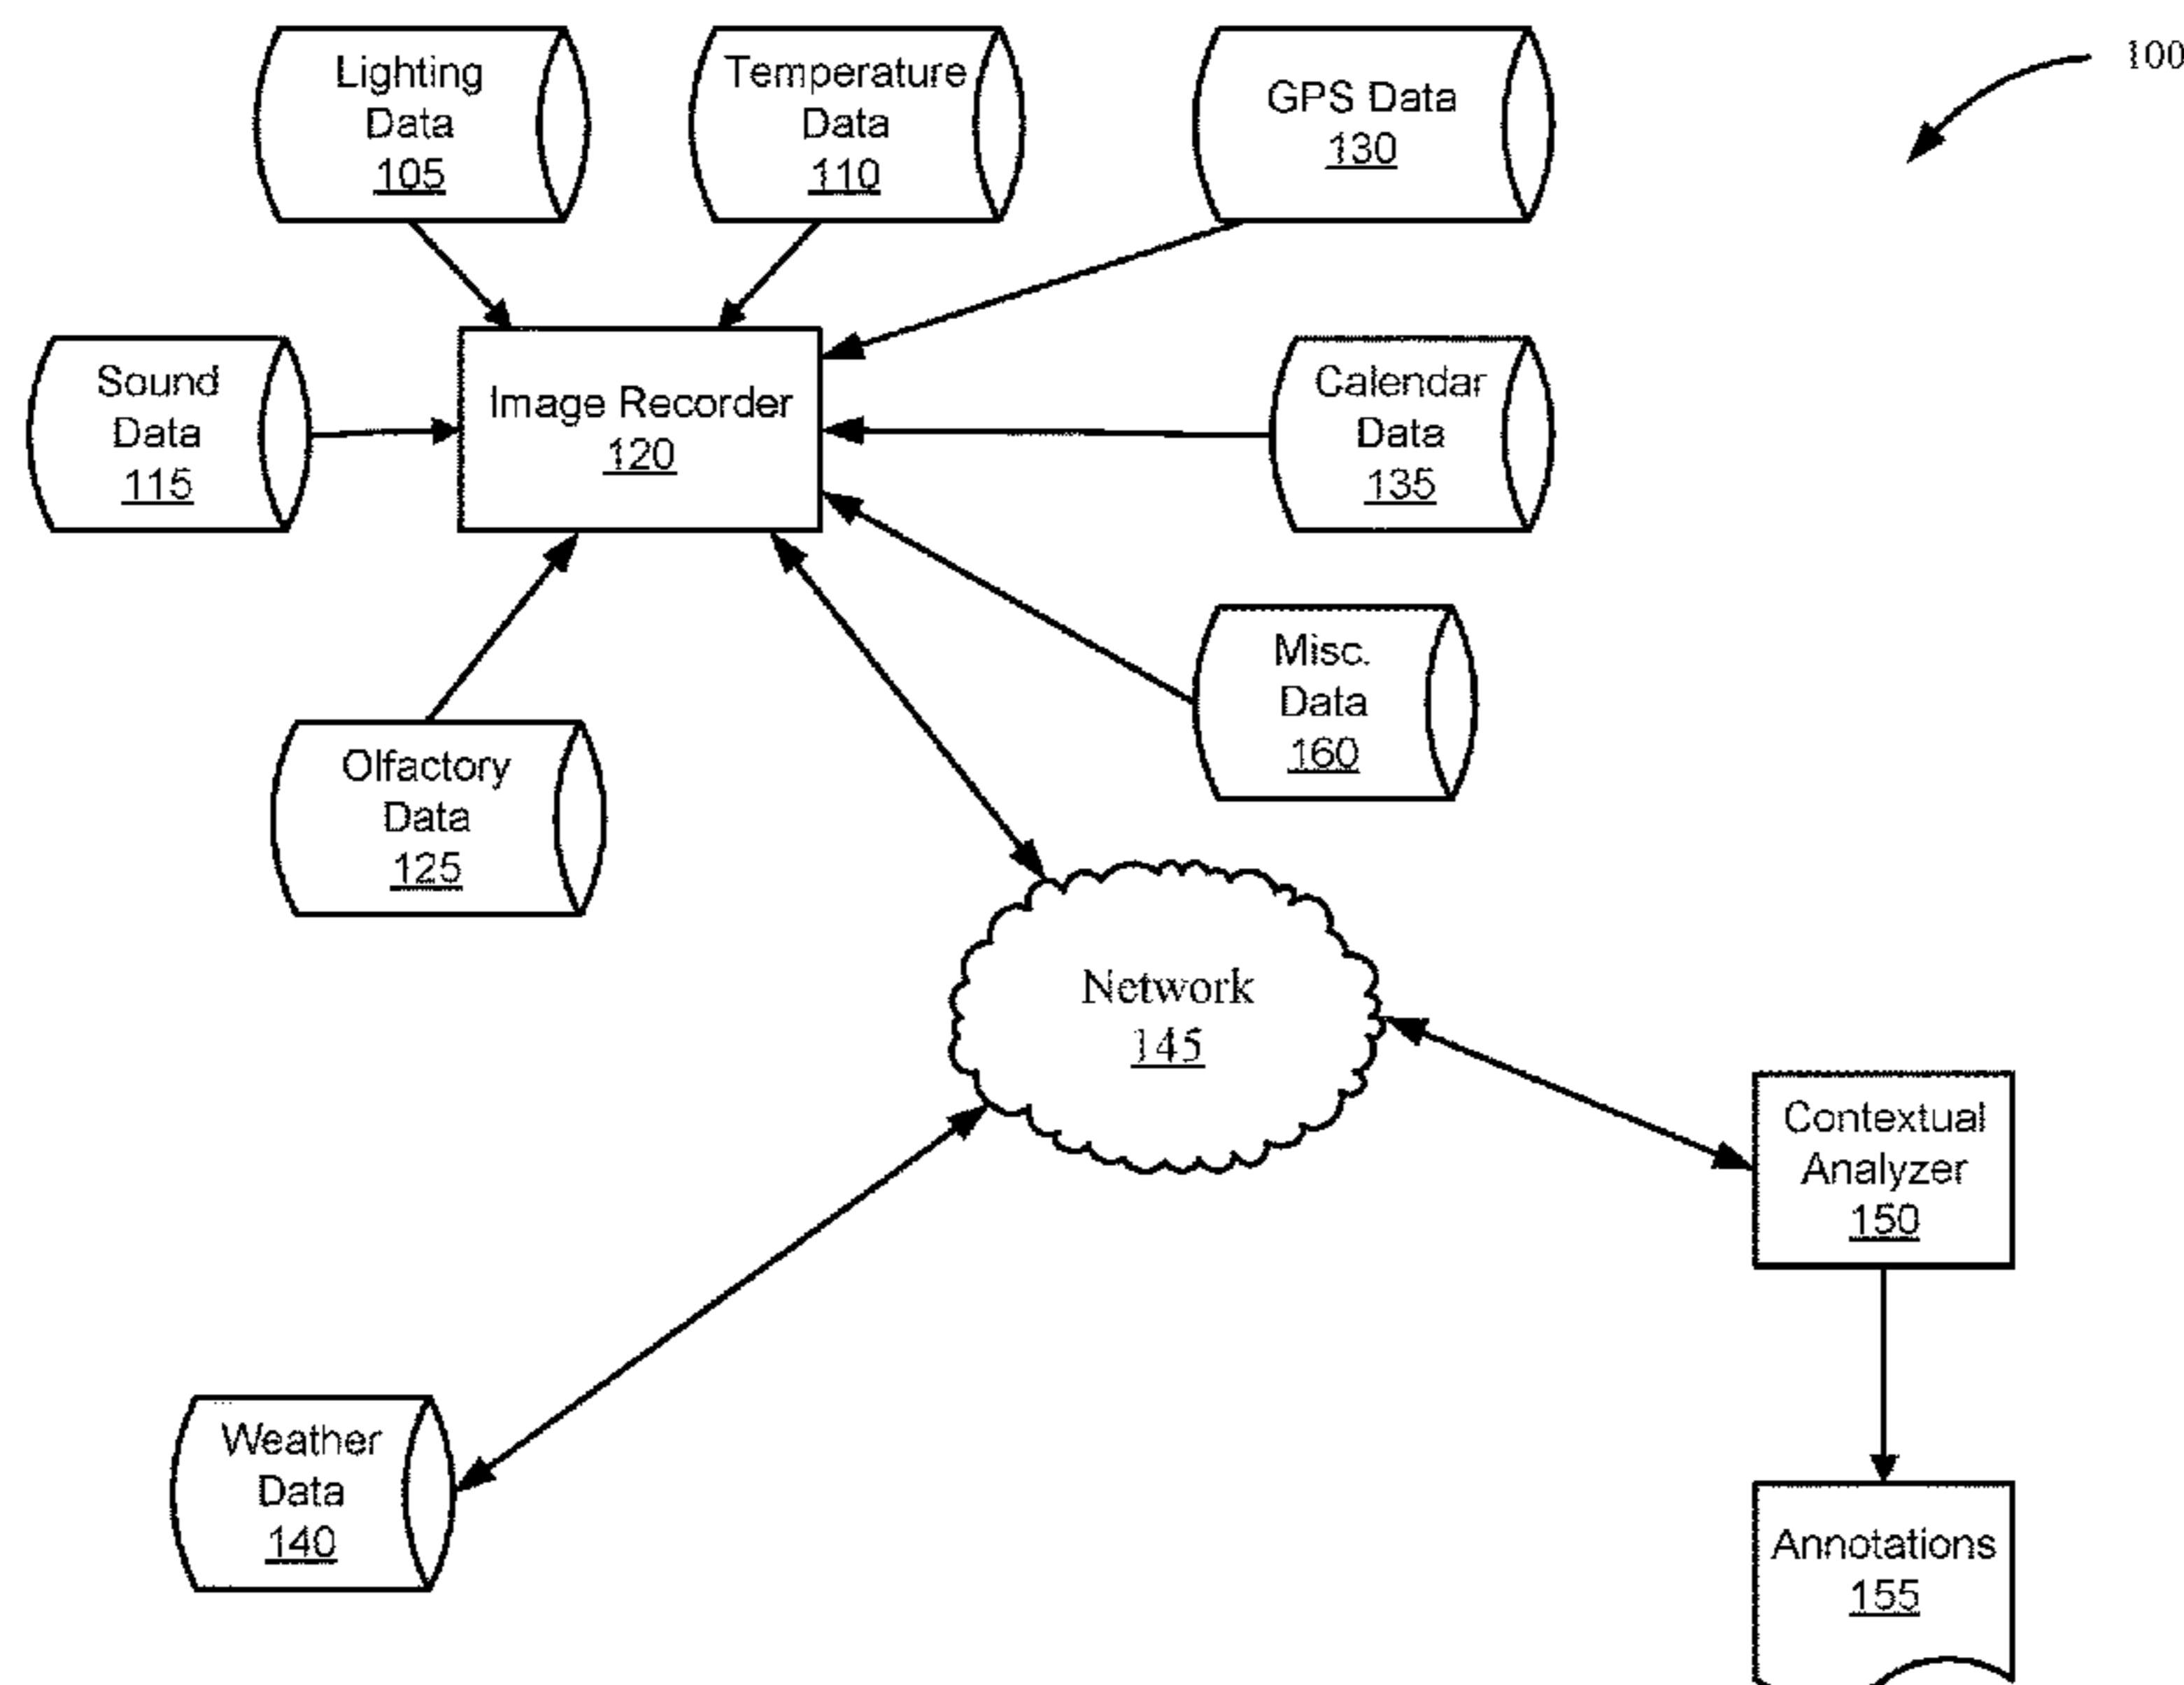 Lighting
Data
105
Temperature
Data
110
GPS Data
130
100
Sound
Data
115
Image Recorder
120
Calendar
Data
135
Misc.
Data
160
Olfactory
Data
125
Network
145
Contextual
Analyzer
150
Weather
Data
140
Annotations
155